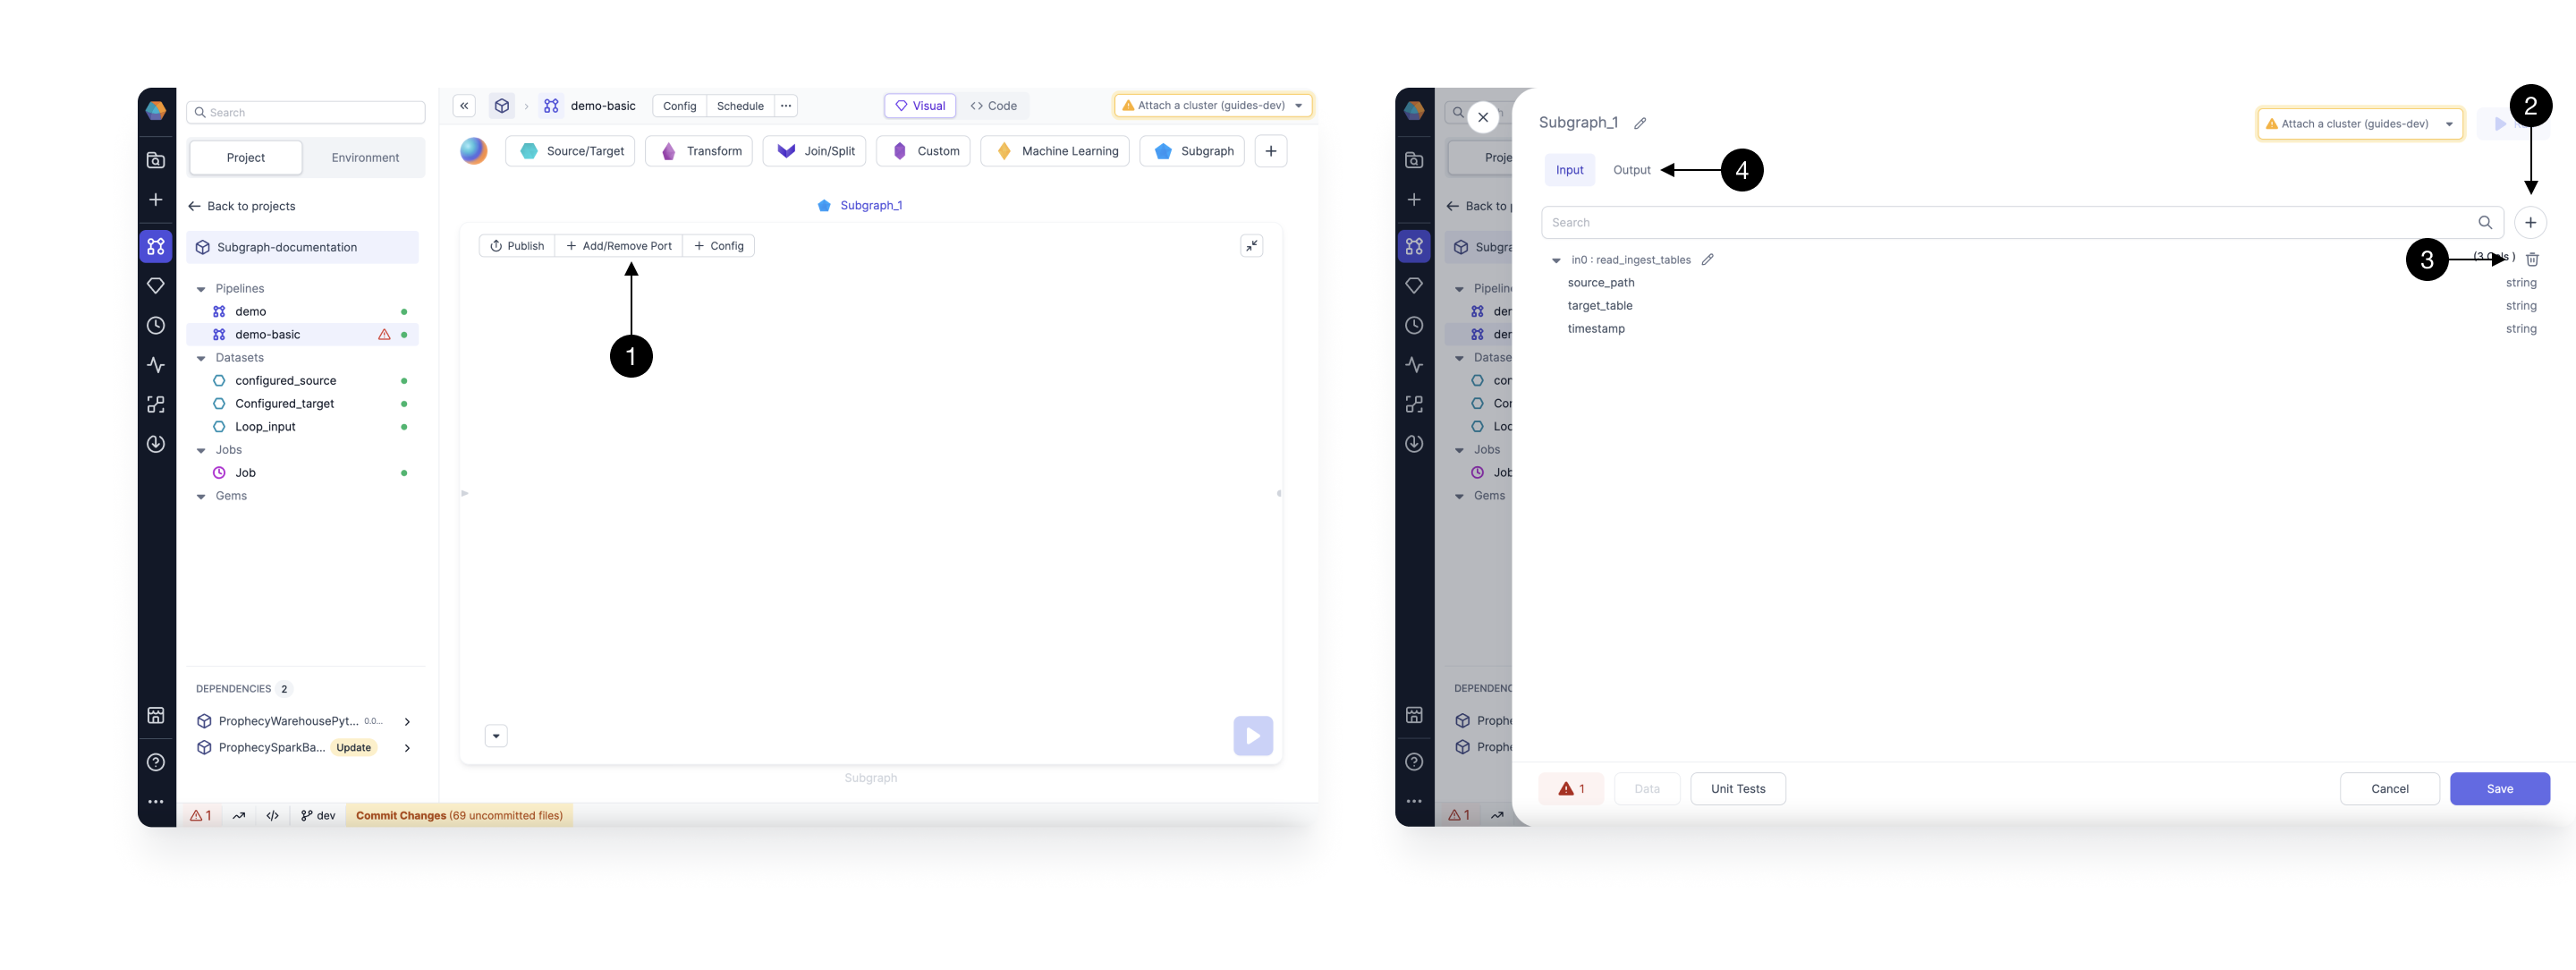 Search
Project
Environment
Back to projects
Subgraph-documentation
Pipelines
demo
demo-basic
Datasets
configured_source
Configured_target
Loop_input
Jobs
Job
Gems
DEPENDENCIES 2
ProphecyWarehousePyt... 0.0...
ProphecySparkBa... Update
1
dev
Commit Changes (69 uncommitted files)
demo-basic
Config
Schedule
Visual
Code
Attach a cluster (guides-dev)
Source/Target
Transform
Join/Split
Custom
Machine Learning
Subgraph
Subgraph_1
Publish
Add/Remove Port
Config
1
Subgraph
Proje
Back to
Subgra
Pipelin
der
der
Datase
con
Cor
Loo
Jobs
Job
Gems
DEPENDENC
Prophe
Prophe
1
Subgraph_1
Attach a cluster (guides-dev)
2
Input
Output
4
Search
in0 : read_ingest_tables
3
source_path string
target_table string
timestamp string
1
Data
Unit Tests
Cancel
Save